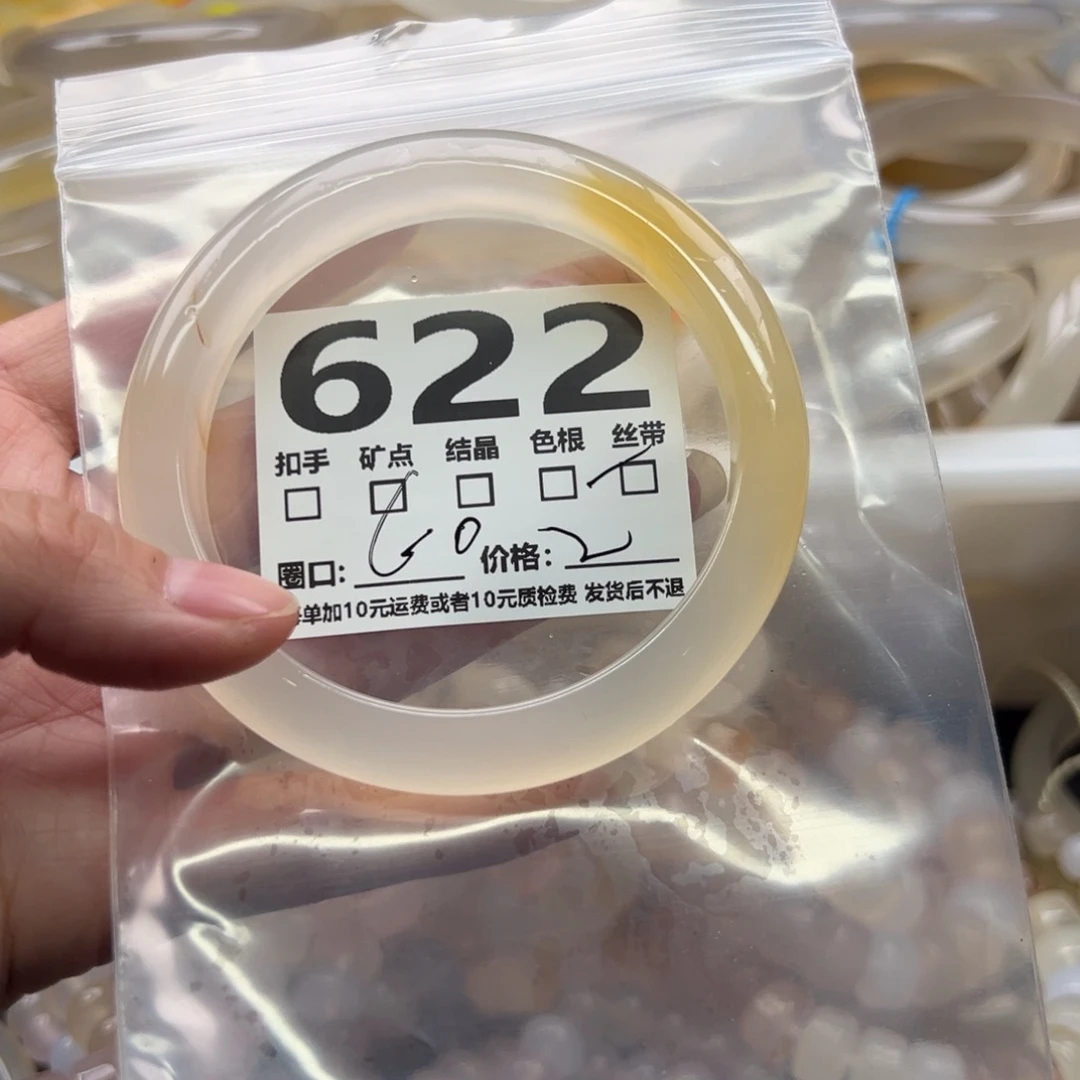 622
扣手 矿点 结晶 色根 丝带
圈口: 60 价格: 2
单加10元运费或者10元质检费 发货后不退